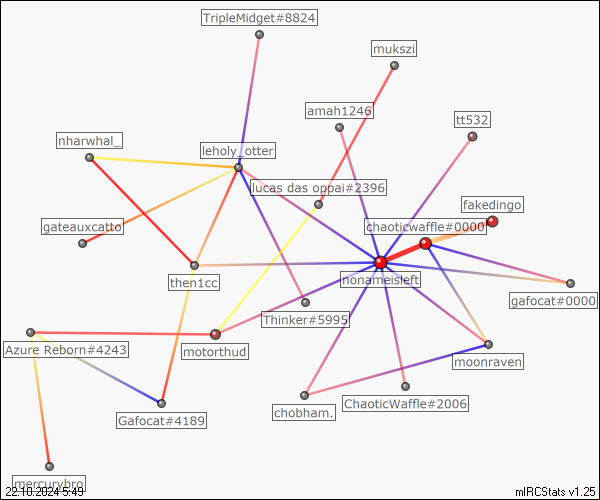 TripleMidget#8824
mukszi
amah1246
tt532
nharwhal_
leholy_otter
lucas das oppai#2396
fakedingo
gateauxcatto
chaoticwaffle#0000
then1cc
nonameisleft
gafocat#0000
Thinker#5995
Azure Reborn#4243
motorthud
moonraven
Gafocat#4189
chobham.
ChaoticWaffle#2006
mercurybro
22.10.2024 5:49
mIRCStats v1.25